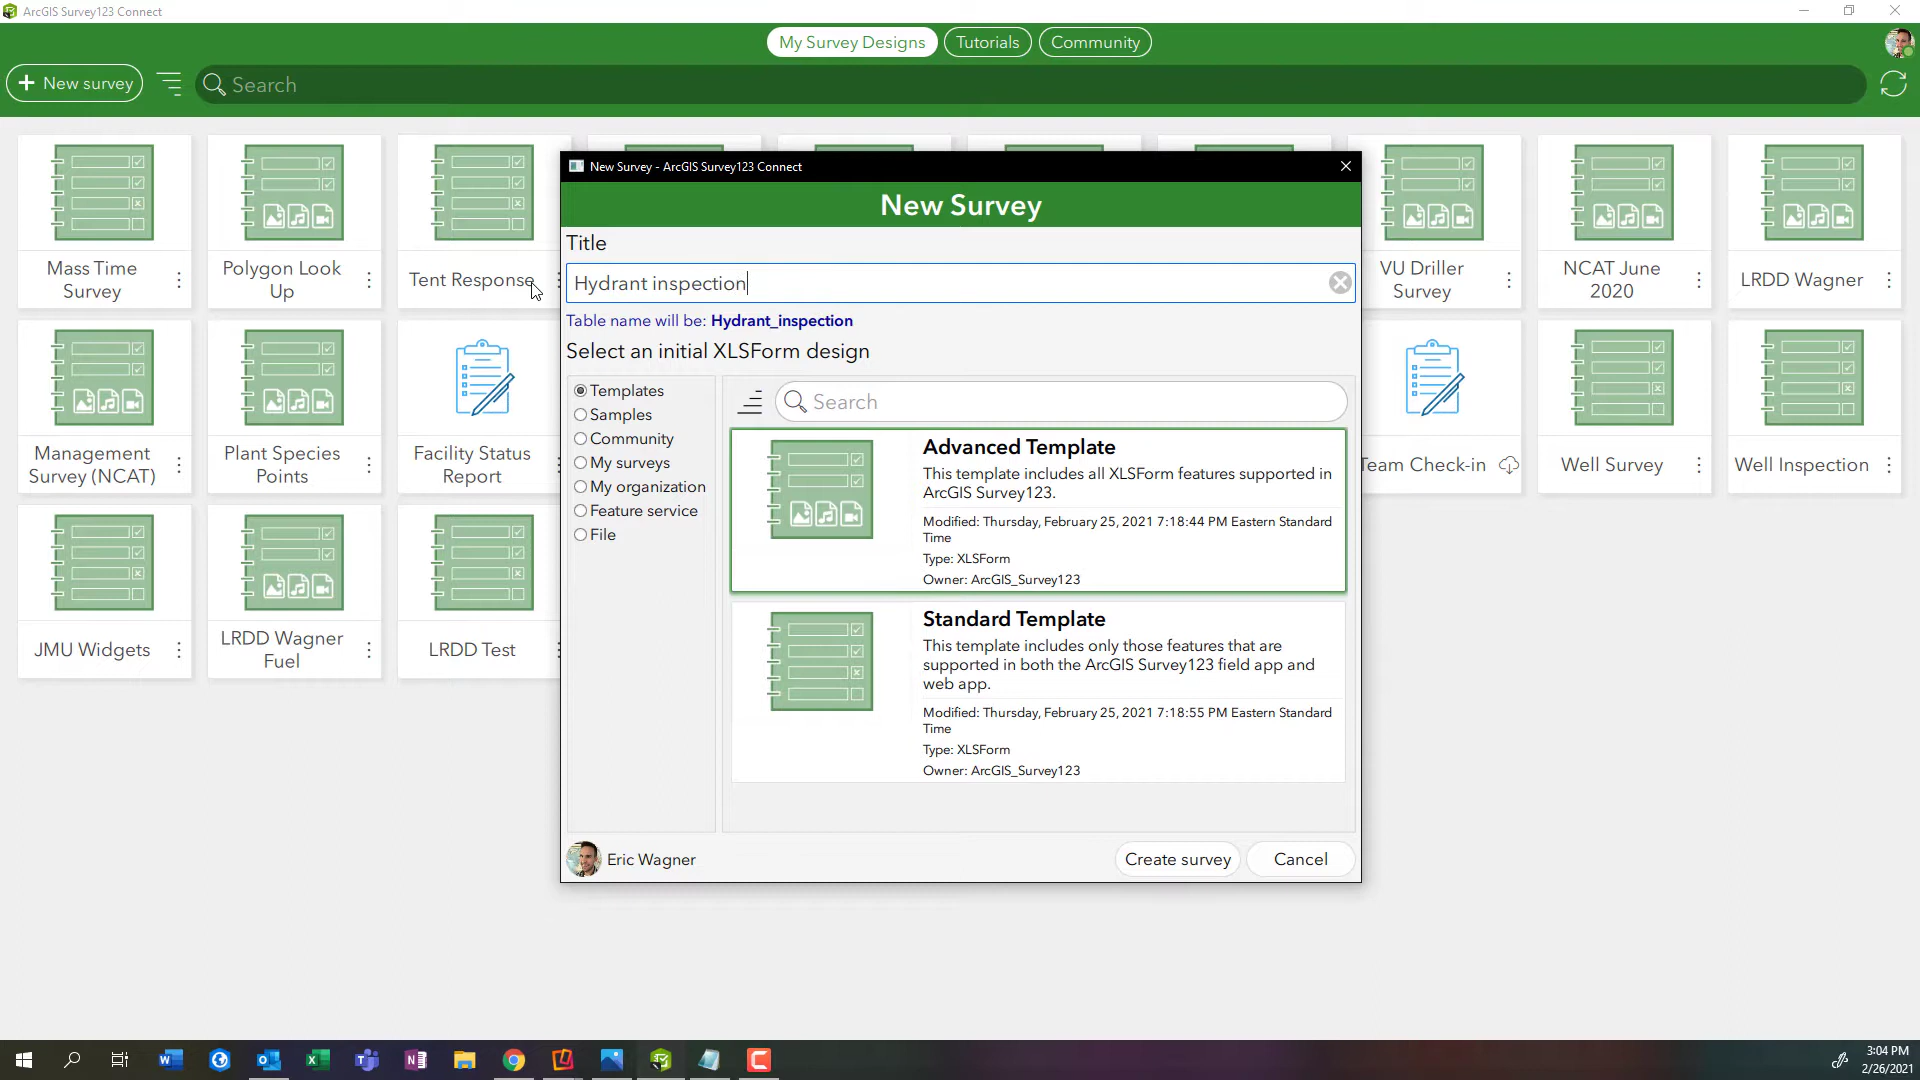 ArcGIS Survey123 Connect
My Survey Designs
Tutorials
Community
New survey
Search
Mass Time
Survey
Polygon Look
Up
Tent Response
VU Driller
Survey
NCAT June
2020
LRDD Wagner
Management
Survey (NCAT)
Plant Species
Points
Facility Status
Report
Team Check-in
Well Survey
Well Inspection
JMU Widgets
LRDD Wagner
Fuel
LRDD Test
New Survey - ArcGIS Survey123 Connect
New Survey
Title
Hydrant inspection
Table name will be: Hydrant_inspection
Select an initial XLSForm design
Templates
Samples
Community
My surveys
My organization
Feature service
File
Search
Advanced Template
This template includes all XLSForm features supported in
ArcGIS Survey123.
Modified: Thursday, February 25, 2021 7:18:44 PM Eastern Standard
Time
Type: XLSForm
Owner: ArcGIS_Survey123
Standard Template
This template includes only those features that are
supported in both the ArcGIS Survey123 field app and
web app.
Modified: Thursday, February 25, 2021 7:18:55 PM Eastern Standard
Time
Type: XLSForm
Owner: ArcGIS_Survey123
Eric Wagner
Create survey
Cancel
3:04 PM
2/26/2021